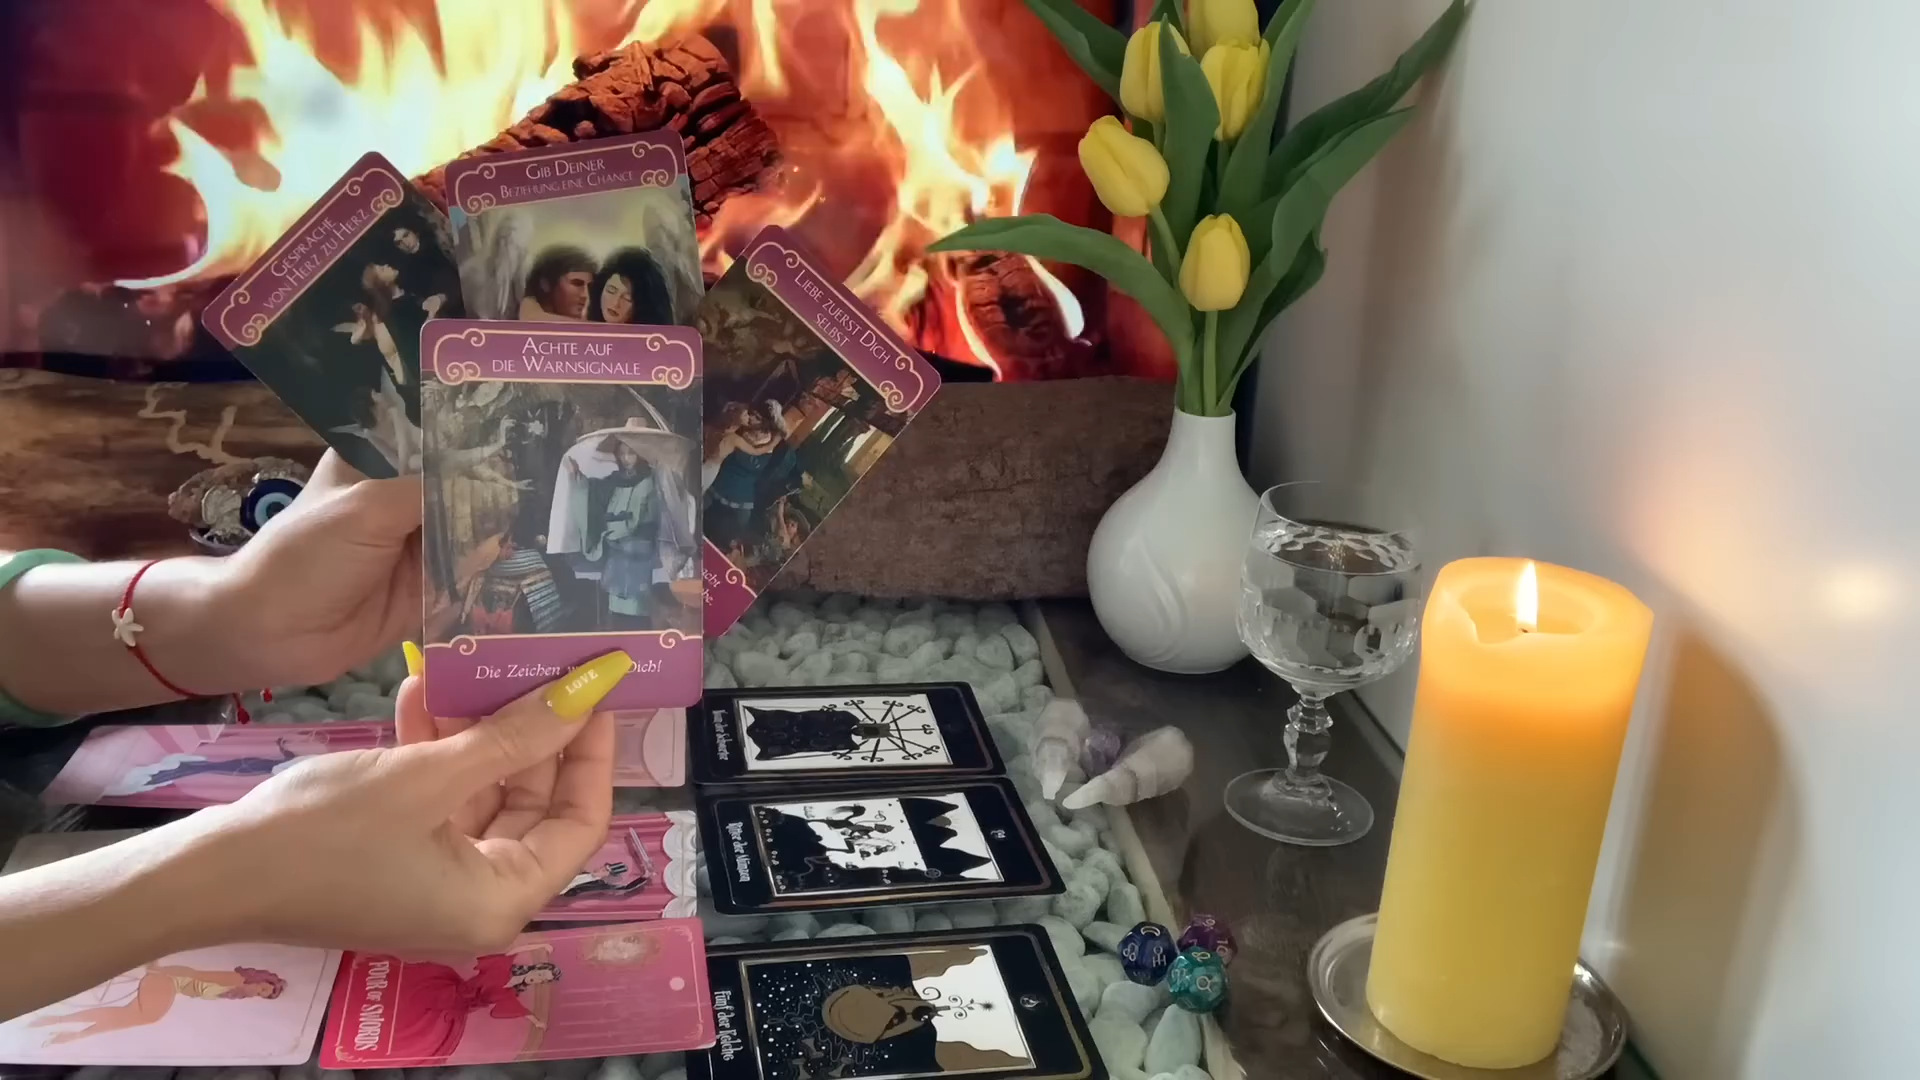 Gib Deiner
Beziehung eine Chance
Gespräche
von Herz zu Herz
Liebe zuerst Dich
selbst
Achte auf
die Warnsignale
Die Zeichen
Dich!
LOVE
Ritter der Münzen
Fünf der Kelche
FOUR OF SWORDS